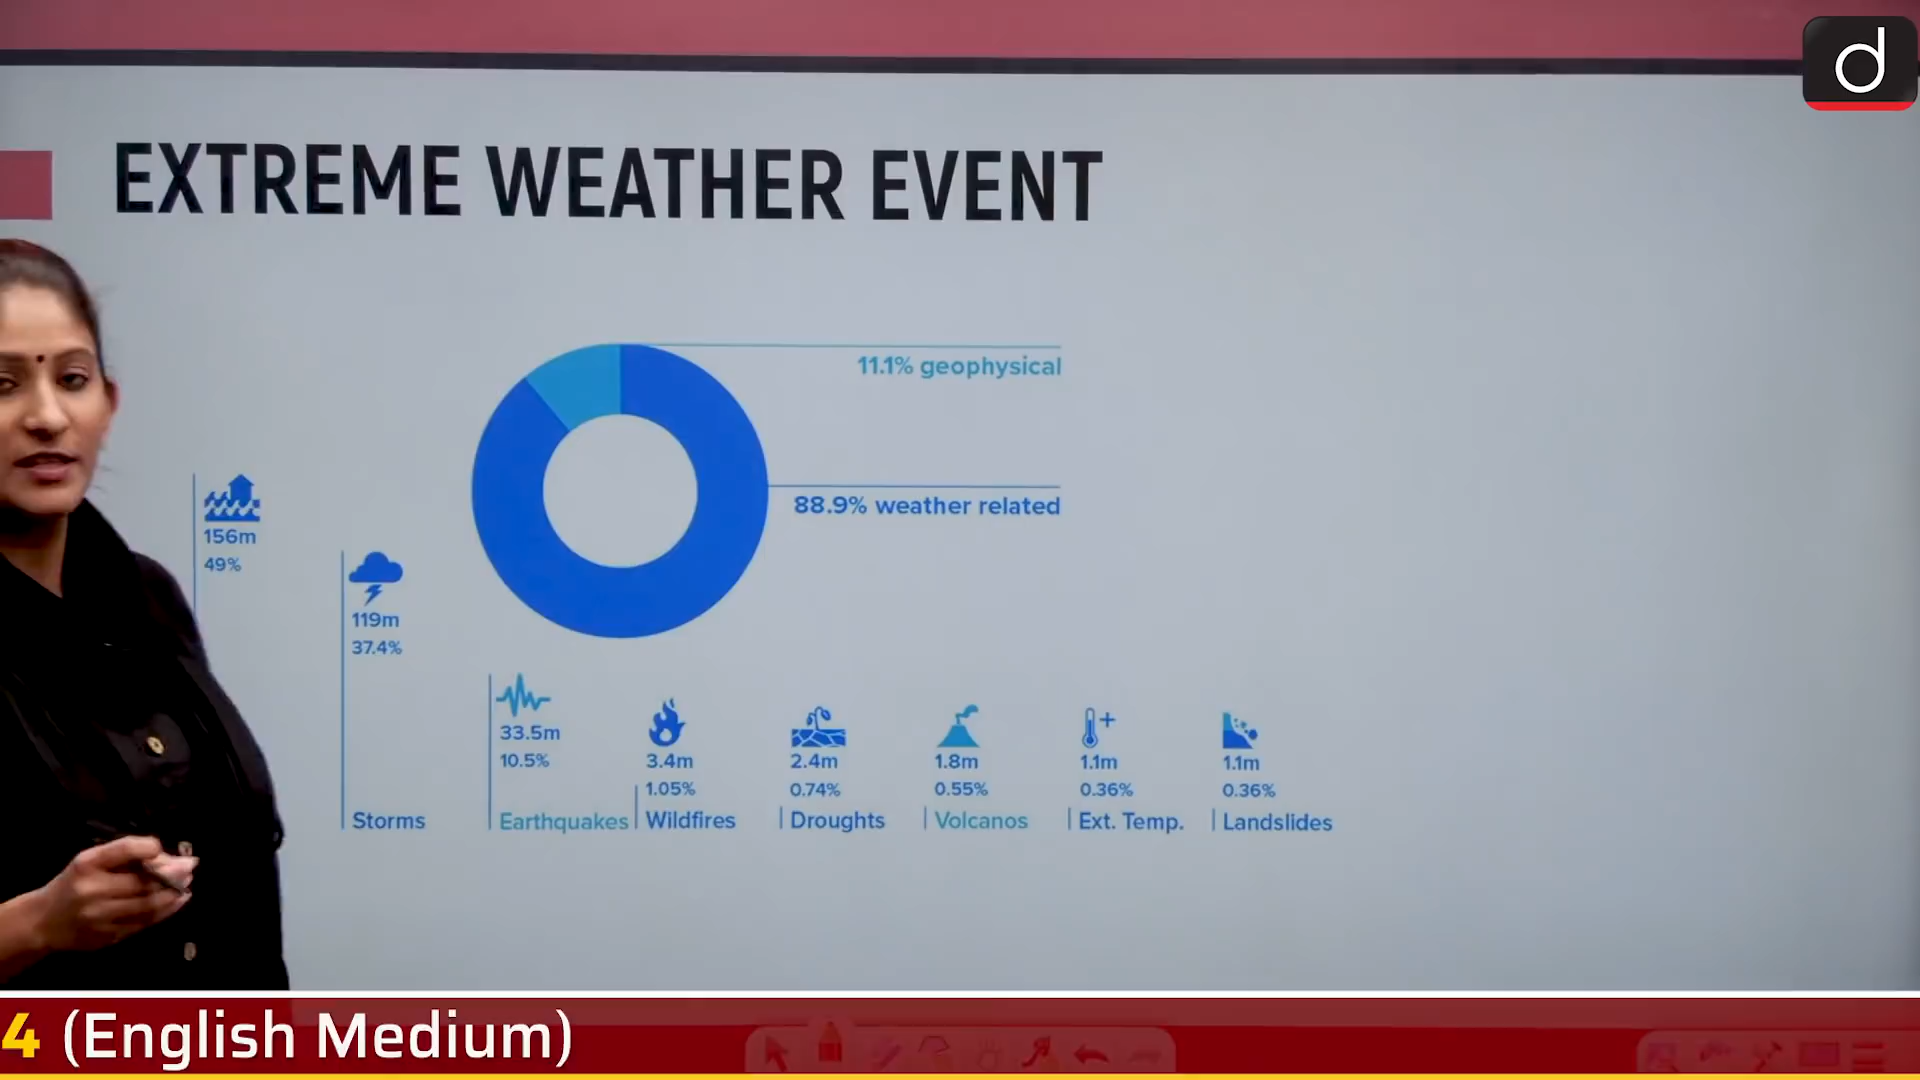 d
EXTREME WEATHER EVENT
11.1% geophysical
88.9% weather related
156m
49%
119m
37.4%
Storms
33.5m
10.5%
Earthquakes
3.4m
1.05%
Wildfires
2.4m
0.74%
Droughts
1.8m
0.55%
Volcanos
1.1m
0.36%
Ext. Temp.
1.1m
0.36%
Landslides
4 (English Medium)